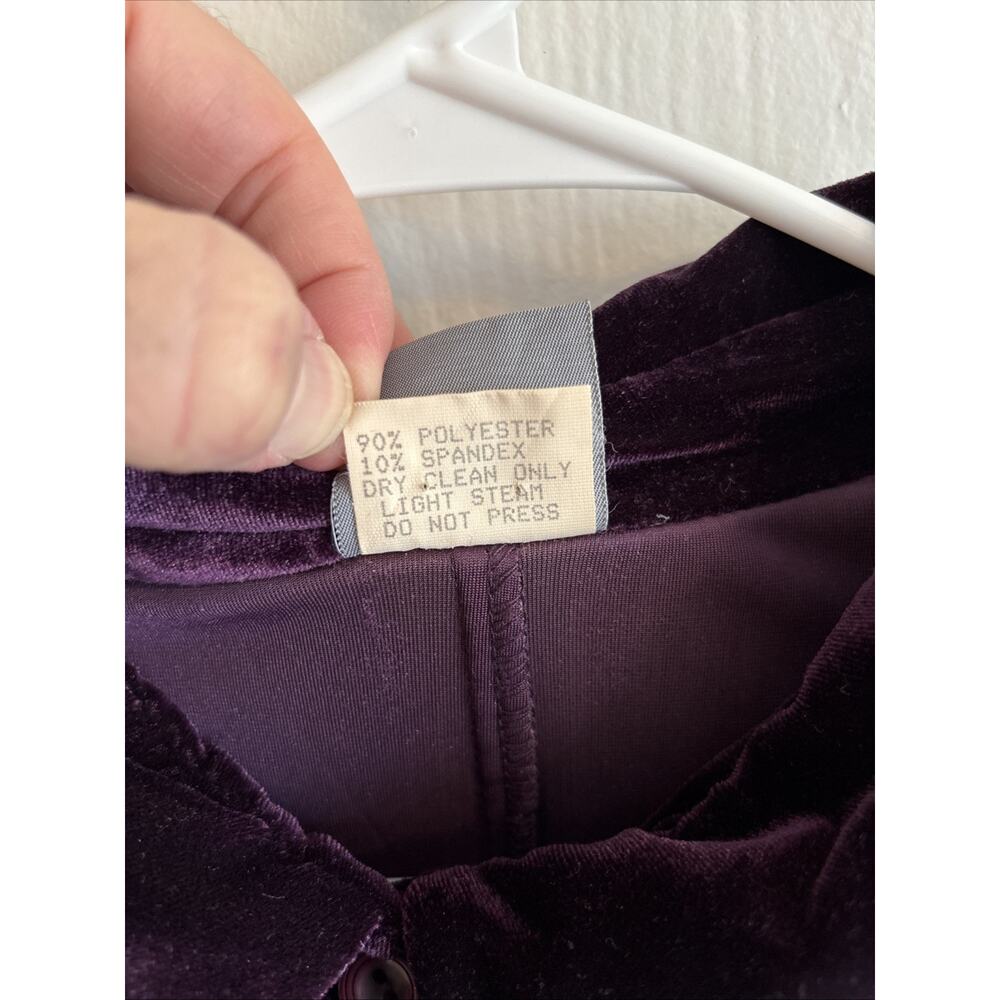 90% POLYESTER
10% SPANDEX
DRY CLEAN ONLY
LIGHT STEAM
DO NOT PRESS